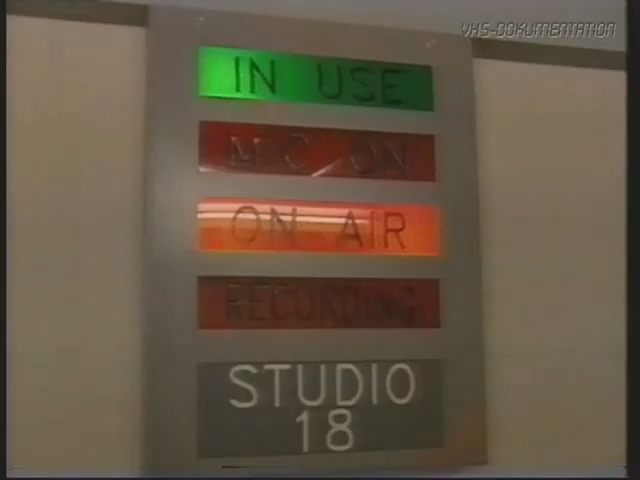 VHS-DOKUMENTATION
IN USE
MIC ON
ON AIR
RECORDING
STUDIO
18